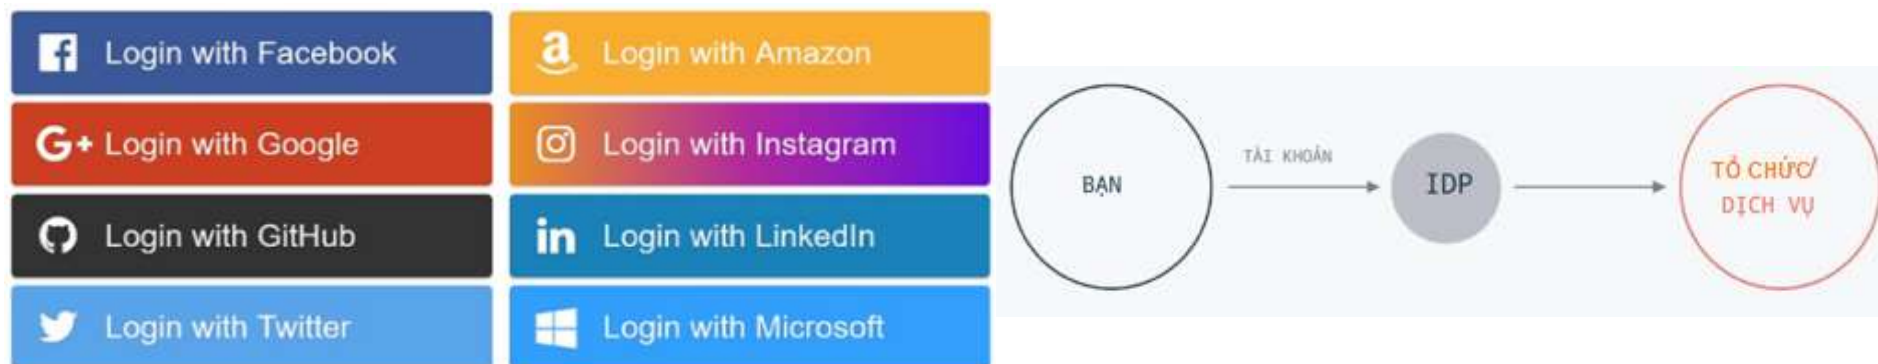 Login with Facebook
Login with Amazon
Login with Google
Login with Instagram
Login with GitHub
Login with LinkedIn
Login with Twitter
Login with Microsoft
BẠN
TÀI KHOẢN
IDP
TỔ CHỨC/
DỊCH VỤ